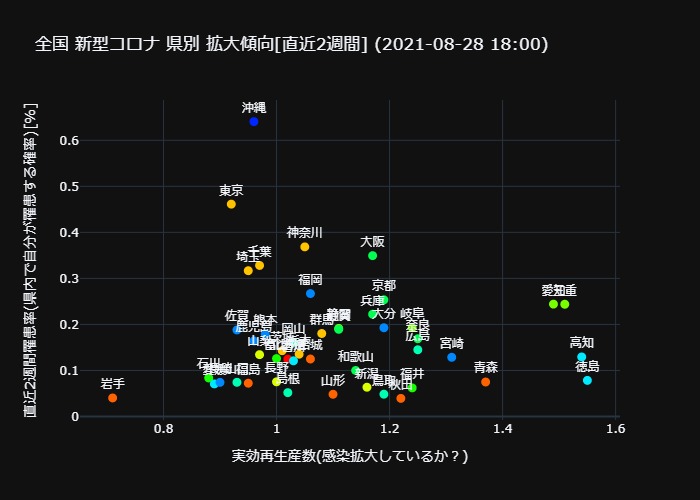 全国 新型コロナ 県別 拡大傾向[直近2週間] (2021-08-28 18:00)
直近2週間罹患率(県内で自分が罹患する確率)[%]
0.6
0.5
0.4
0.3
0.2
0.1
0
沖縄
東京
神奈川
大阪
千葉
埼玉
福岡
京都
愛知
三重
兵庫
佐賀
熊本
鹿児島
群馬
大分
岐阜
岡山
奈良
広島
宮崎
高知
和歌山
石川
長野
福島
島根
山形
新潟
鳥取
福井
秋田
青森
徳島
岩手
0.8
1
1.2
1.4
1.6
実効再生産数(感染拡大しているか？)